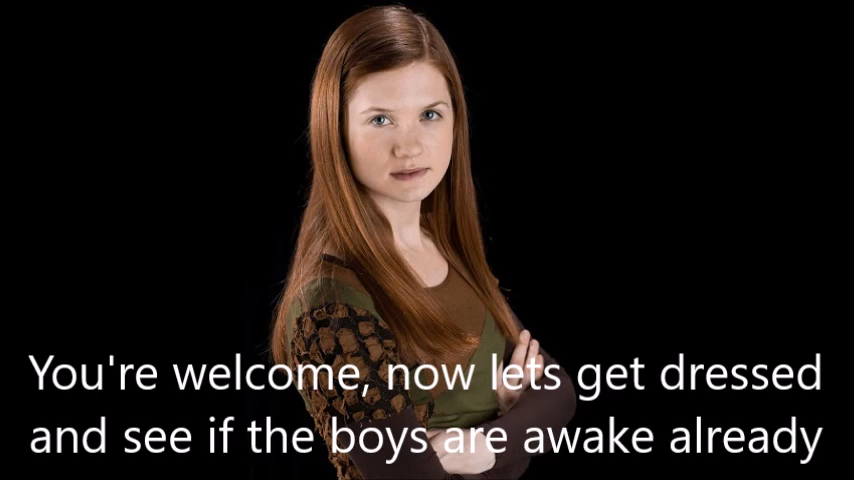 You're welcome, now lets get dressed
and see if the boys are awake already